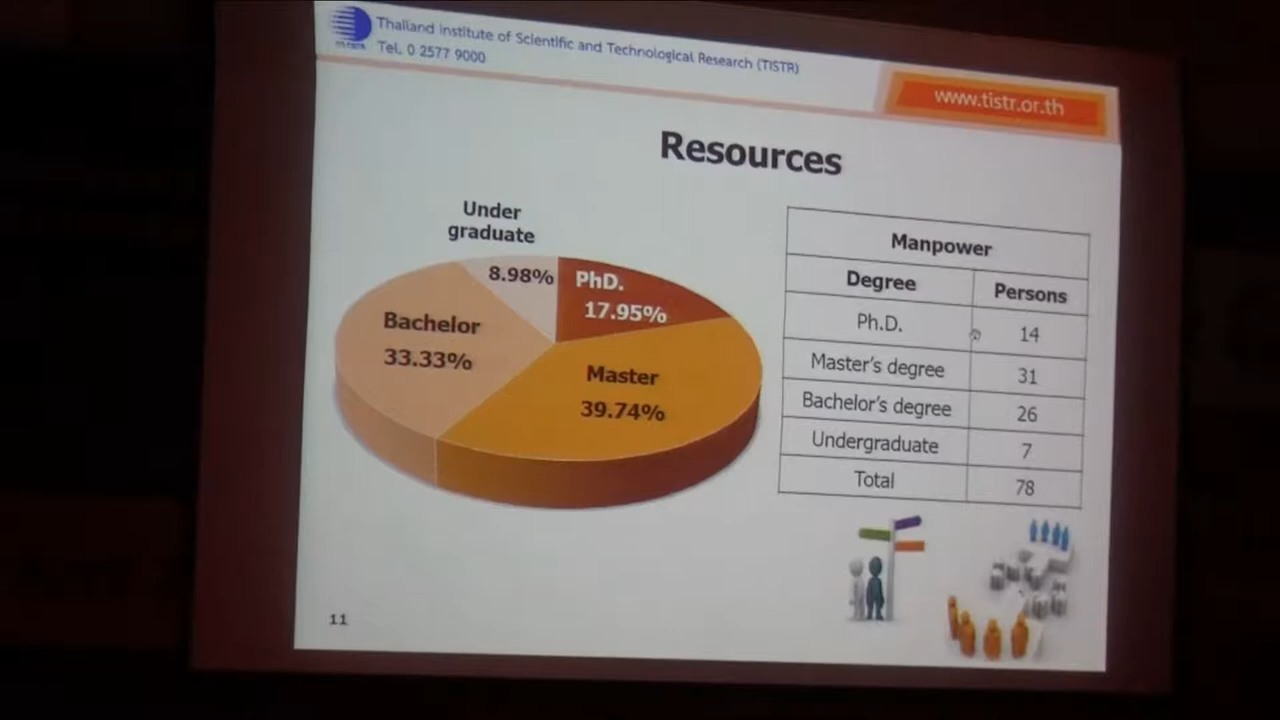 Thailand Institute of Scientific and Technological Research (TISTR)
Tel. 0 2577 9000
www.tistr.or.th
Resources
Under
graduate
8.98%
PhD.
17.95%
Bachelor
33.33%
Master
39.74%
Manpower
Degree Persons
Ph.D. 14
Master's degree 31
Bachelor's degree 26
Undergraduate 7
Total 78
11